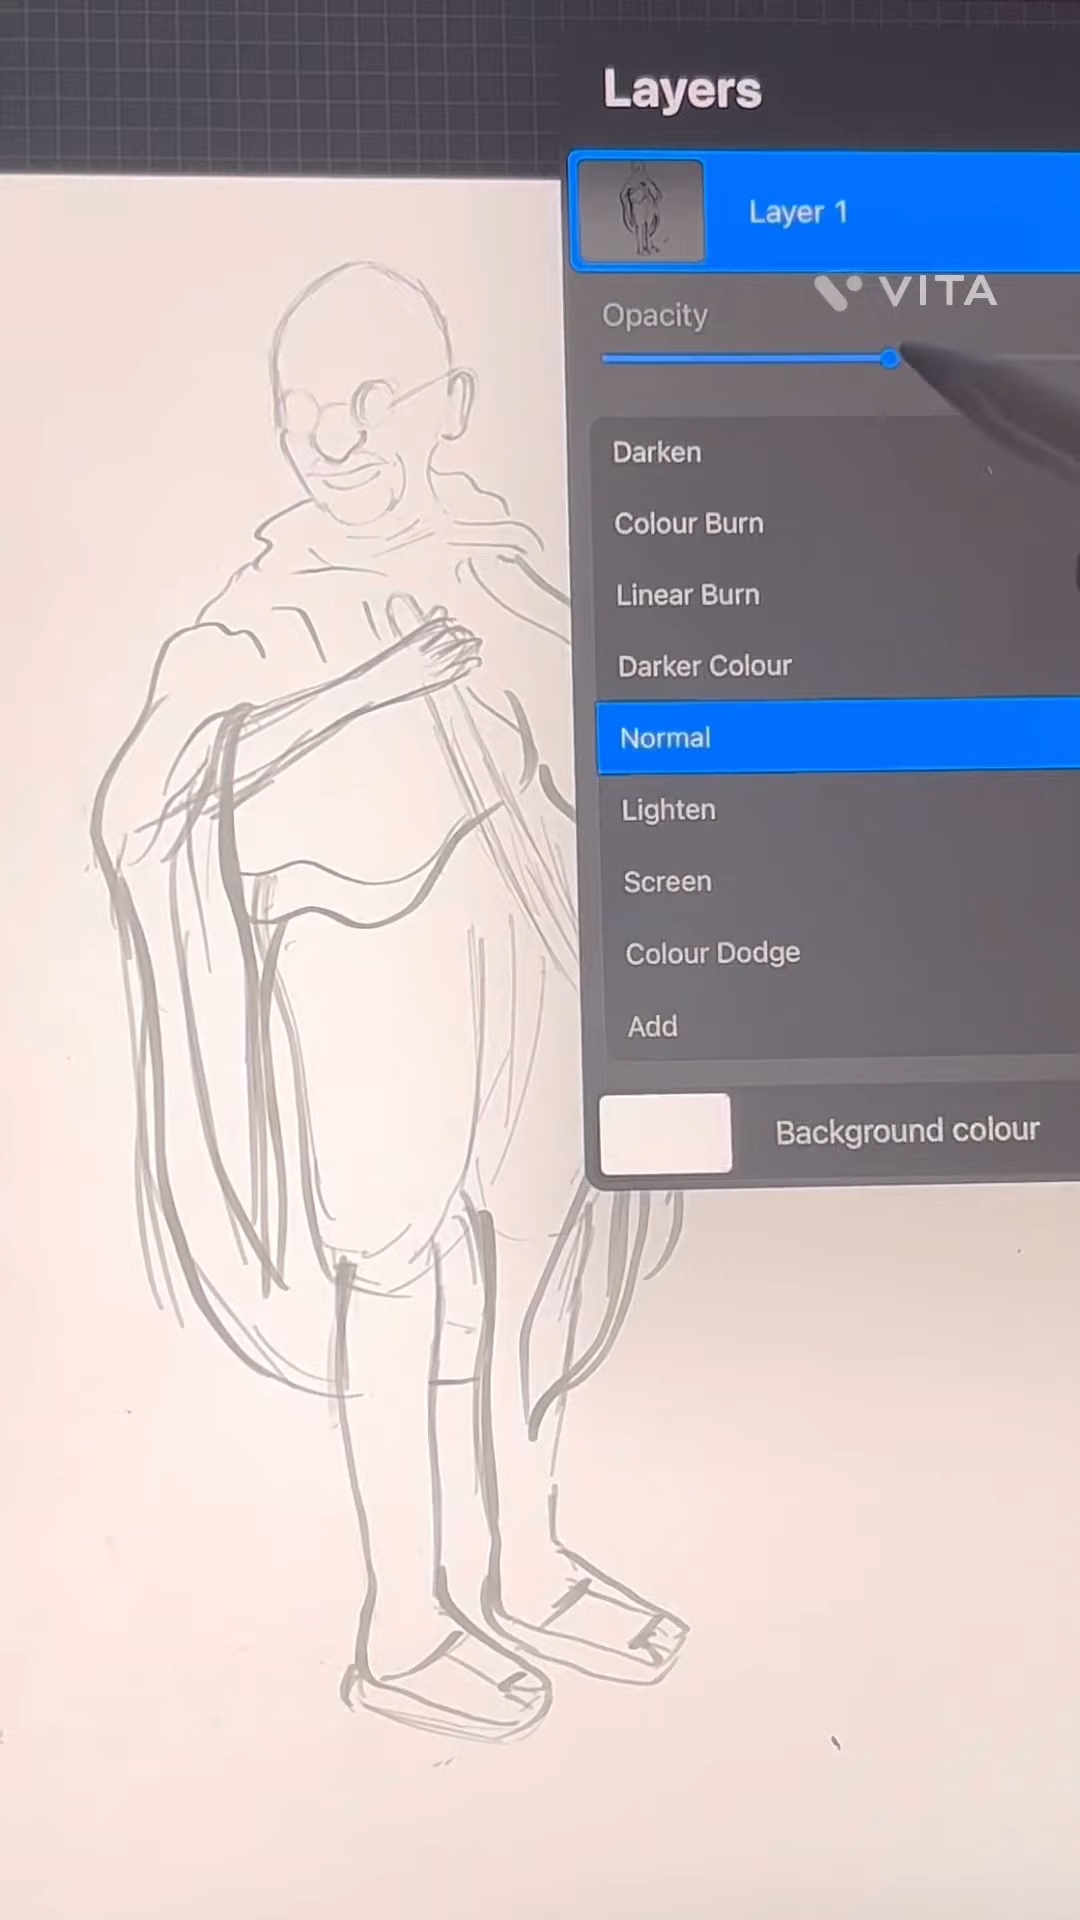 Layers
Layer 1
VITA
Opacity
Darken
Colour Burn
Linear Burn
Darker Colour
Normal
Lighten
Screen
Colour Dodge
Add
Background colour